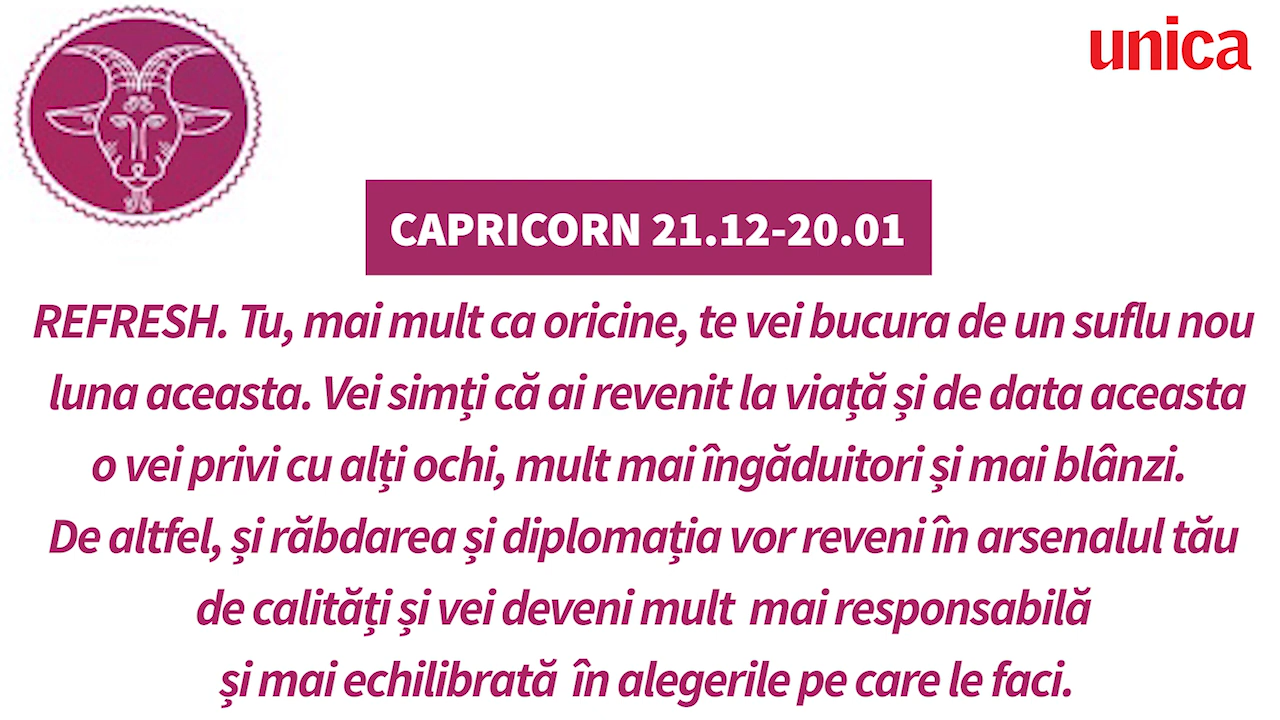 unica
CAPRICORN 21.12-20.01
REFRESH. Tu, mai mult ca oricine, te vei bucura de un suflu nou
luna aceasta. Vei simți că ai revenit la viață și de data aceasta
o vei privi cu alți ochi, mult mai îngăduitori și mai blânzi.
De altfel, și răbdarea și diplomația vor reveni în arsenalul tău
de calități și vei deveni mult  mai responsabilă
și mai echilibrată  în alegerile pe care le faci.